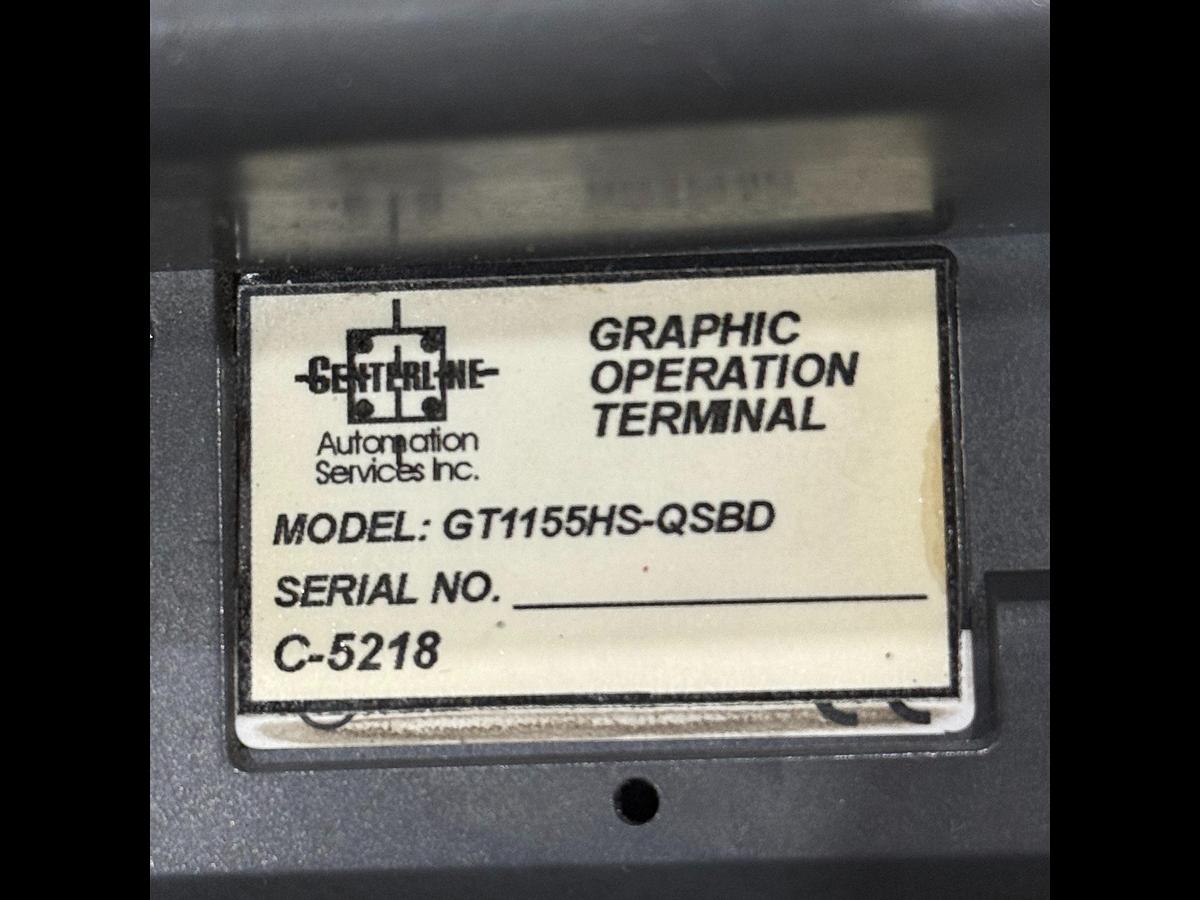 CENTERLINE
Automation
Services Inc.
GRAPHIC
OPERATION
TERMINAL
MODEL: GT1155HS-QSBD
SERIAL NO.
C-5218